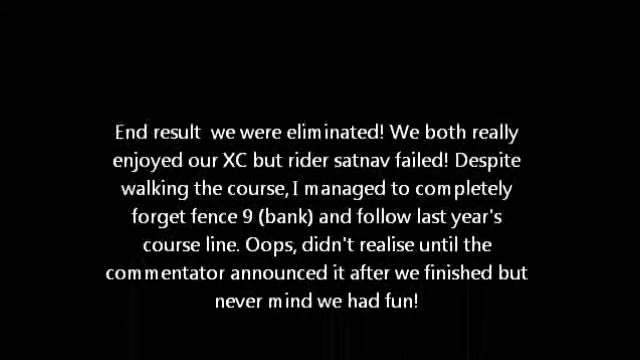 End result we were eliminated! We both really
enjoyed our XC but rider satnav failed! Despite
walking the course, I managed to completely
forget fence 9 (bank) and follow last year's
course line. Oops, didn't realise until the
commentator announced it after we finished but
never mind we had fun!